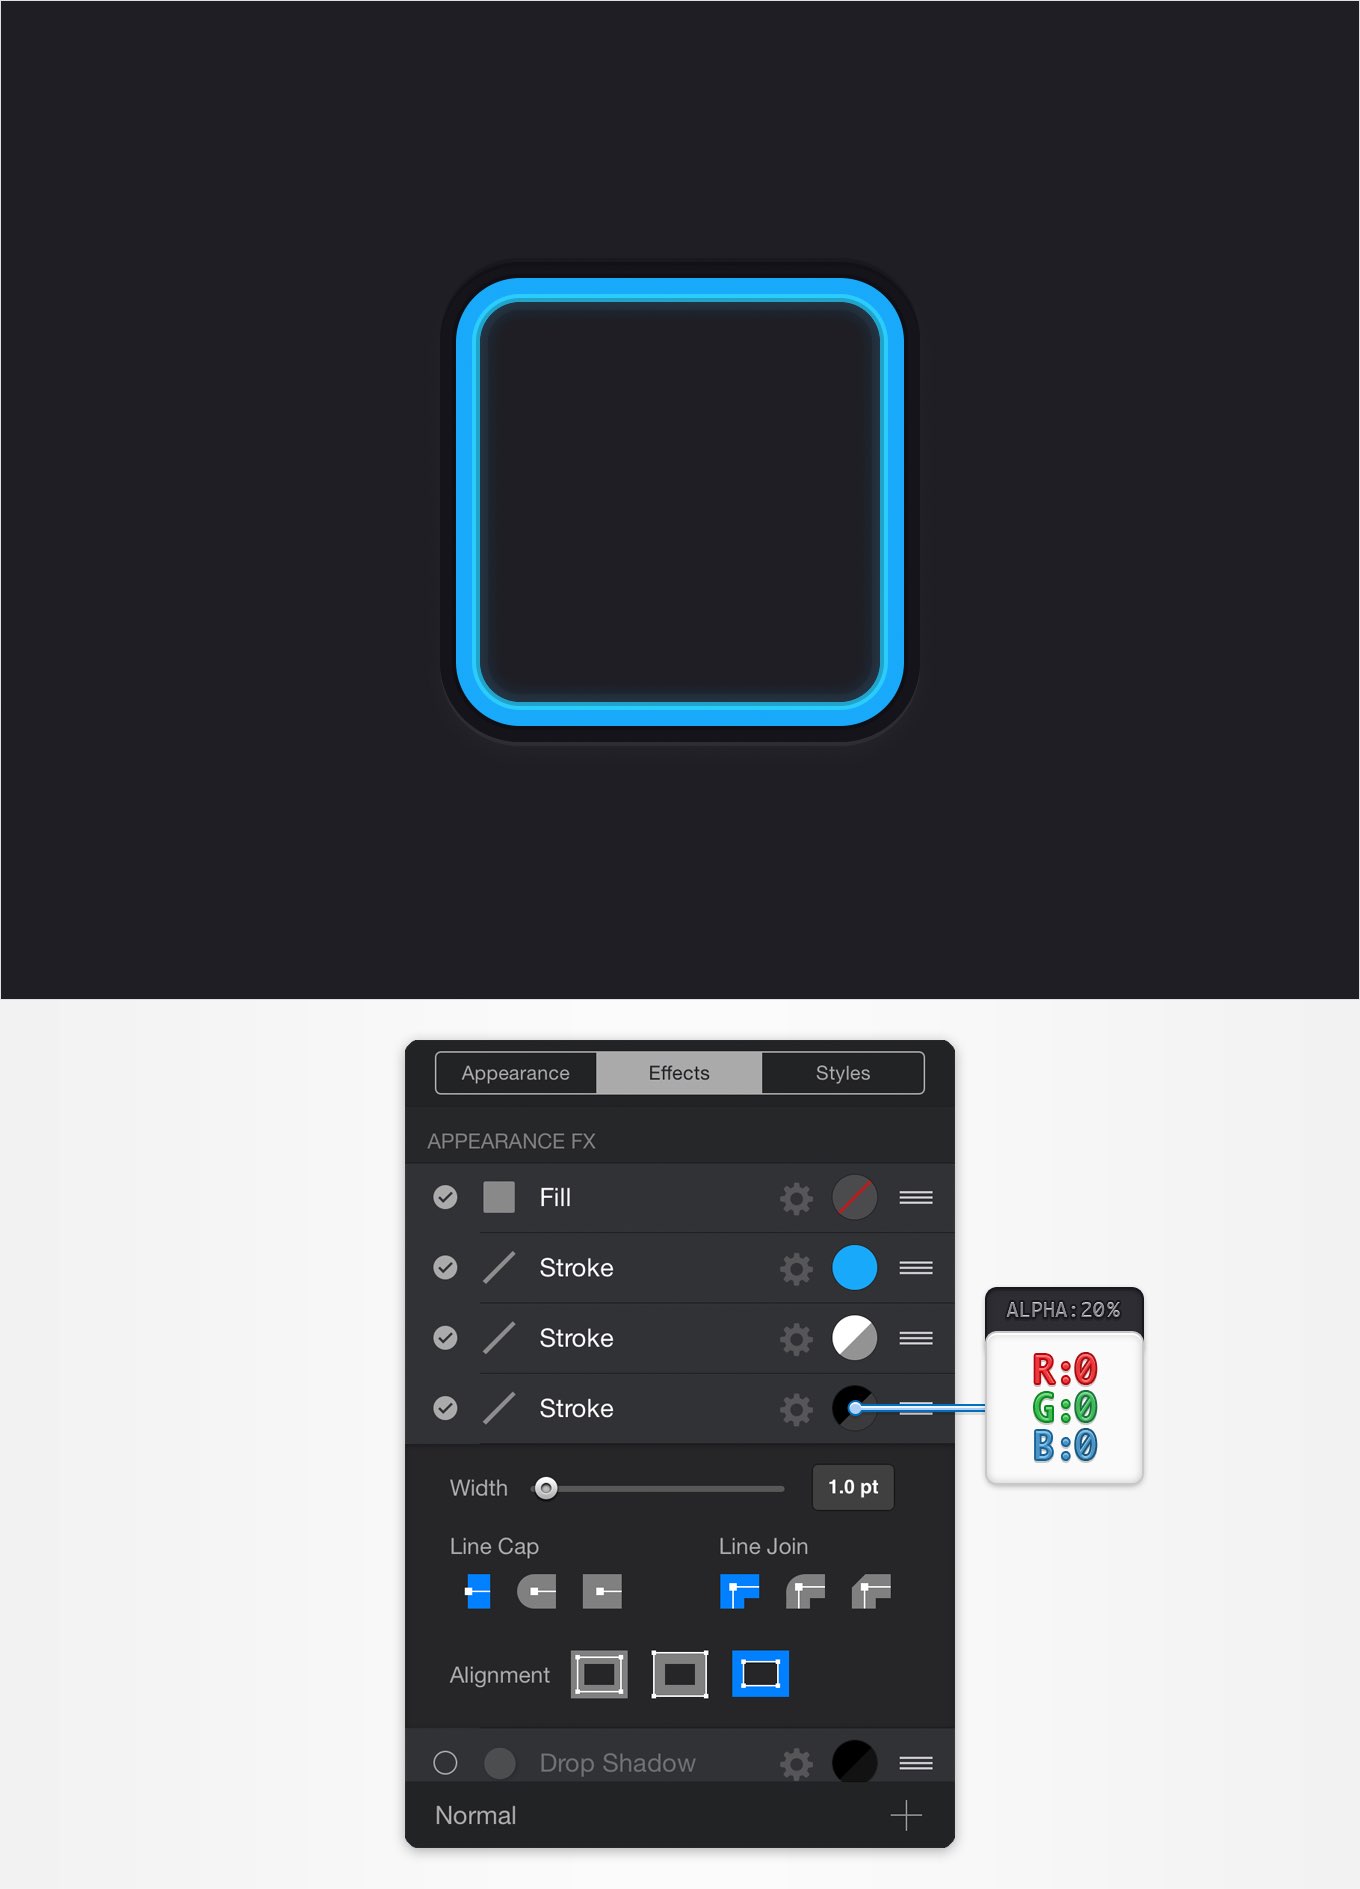 Appearance Effects Styles
APPEARANCE FX
Fill
Stroke
Stroke
ALPHA:20%
R:0
G:0
B:0
Stroke
Width 1.0 pt
Line Cap Line Join
Alignment
Drop Shadow
Normal